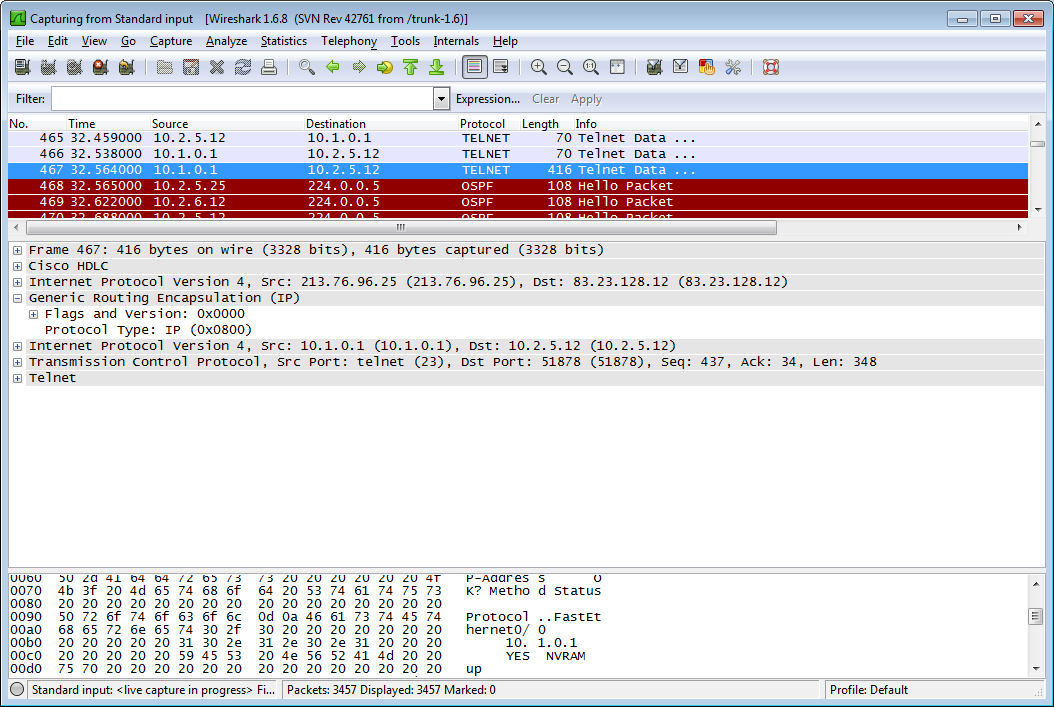 Capturing from Standard input [Wireshark 1.6.8 (SVN Rev 42761 from /trunk-1.6)]
File Edit View Go Capture Analyze Statistics Telephony Tools Internals Help
Filter: Expression... Clear Apply
No. Time Source Destination Protocol Length Info
465 32.459000 10.2.5.12 10.1.0.1 TELNET 70 Telnet Data ...
466 32.538000 10.1.0.1 10.2.5.12 TELNET 70 Telnet Data ...
467 32.564000 10.1.0.1 10.2.5.12 TELNET 416 Telnet Data ...
468 32.565000 10.2.5.25 224.0.0.5 OSPF 108 Hello Packet
469 32.622000 10.2.6.12 224.0.0.5 OSPF 108 Hello Packet
470 32.688000 10.2.5.12 224.0.0.5 OSPF 108 Hello Packet
Frame 467: 416 bytes on wire (3328 bits), 416 bytes captured (3328 bits)
Cisco HDLC
Internet Protocol Version 4, Src: 213.76.96.25 (213.76.96.25), Dst: 83.23.128.12 (83.23.128.12)
Generic Routing Encapsulation (IP)
Flags and Version: 0x0000
Protocol Type: IP (0x0800)
Internet Protocol Version 4, Src: 10.1.0.1 (10.1.0.1), Dst: 10.2.5.12 (10.2.5.12)
Transmission Control Protocol, Src Port: telnet (23), Dst Port: 51878 (51878), Seq: 437, Ack: 34, Len: 348
Telnet
0060 50 2d 41 64 64 72 65 73 73 20 20 20 20 20 20 4f P-Addres s O
0070 4b 3f 20 4d 65 74 68 6f 64 20 53 74 61 74 75 73 K? Metho d Status
0080 20 20 20 20 20 20 20 20 20 20 20 20 20 20 20 20
0090 50 72 6f 74 6f 63 6f 6c 0d 0a 46 61 73 74 45 74 Protocol ..FastEt
00a0 68 65 72 6e 65 74 30 2f 30 20 20 20 20 20 20 20 hernet0/ 0
00b0 20 20 20 20 20 31 30 2e 31 2e 30 2e 31 20 20 20 10. 1.0.1
00c0 20 20 20 20 20 59 45 53 20 4e 56 52 41 4d 20 20 YES NVRAM
00d0 75 70 20 20 20 20 20 20 20 20 20 20 20 20 20 20 up
Standard input: <live capture in progress> Fi... Packets: 3457 Displayed: 3457 Marked: 0 Profile: Default